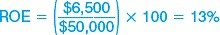 ROE = ($6,500 / $50,000) × 100 = 13%